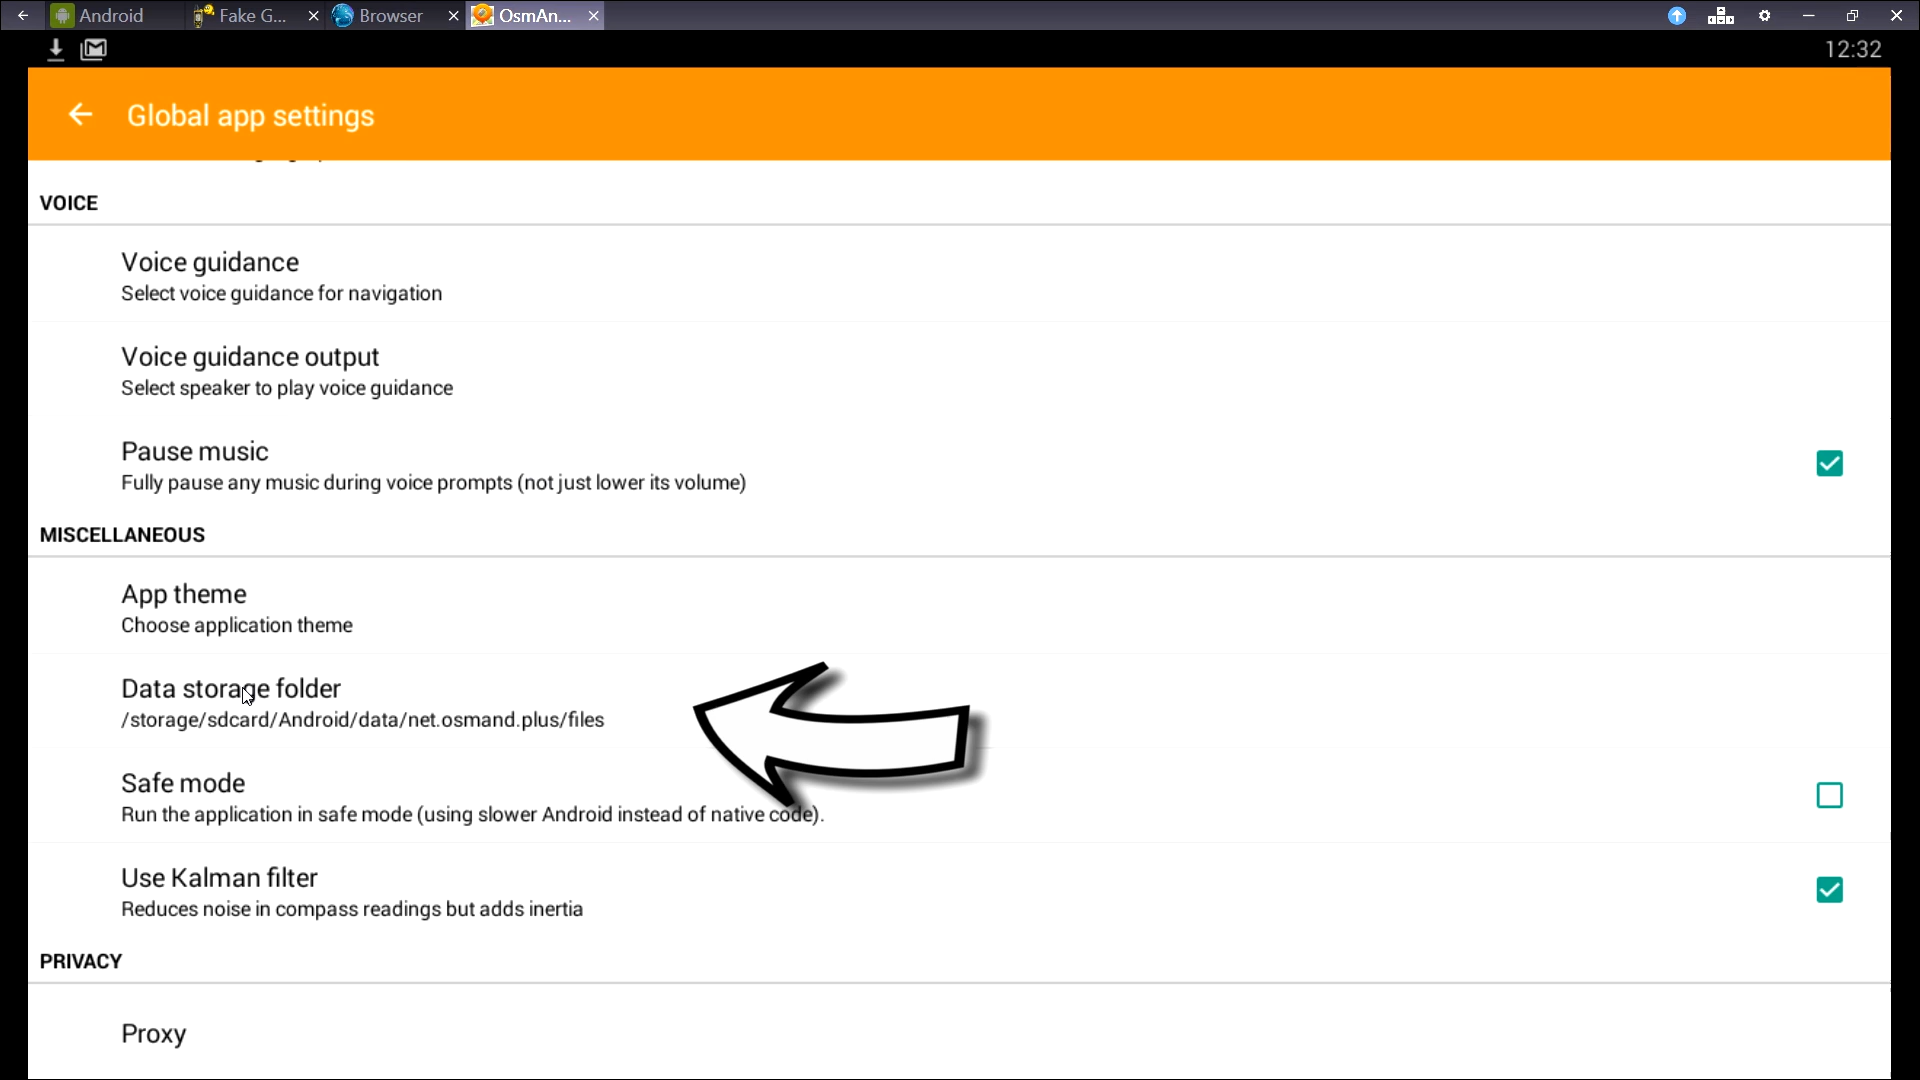 Android
Fake G...
Browser
OsmAn...
12:32
Global app settings
VOICE
Voice guidance
Select voice guidance for navigation
Voice guidance output
Select speaker to play voice guidance
Pause music
Fully pause any music during voice prompts (not just lower its volume)
MISCELLANEOUS
App theme
Choose application theme
Data storage folder
/storage/sdcard/Android/data/net.osmand.plus/files
Safe mode
Run the application in safe mode (using slower Android instead of native code).
Use Kalman filter
Reduces noise in compass readings but adds inertia
PRIVACY
Proxy